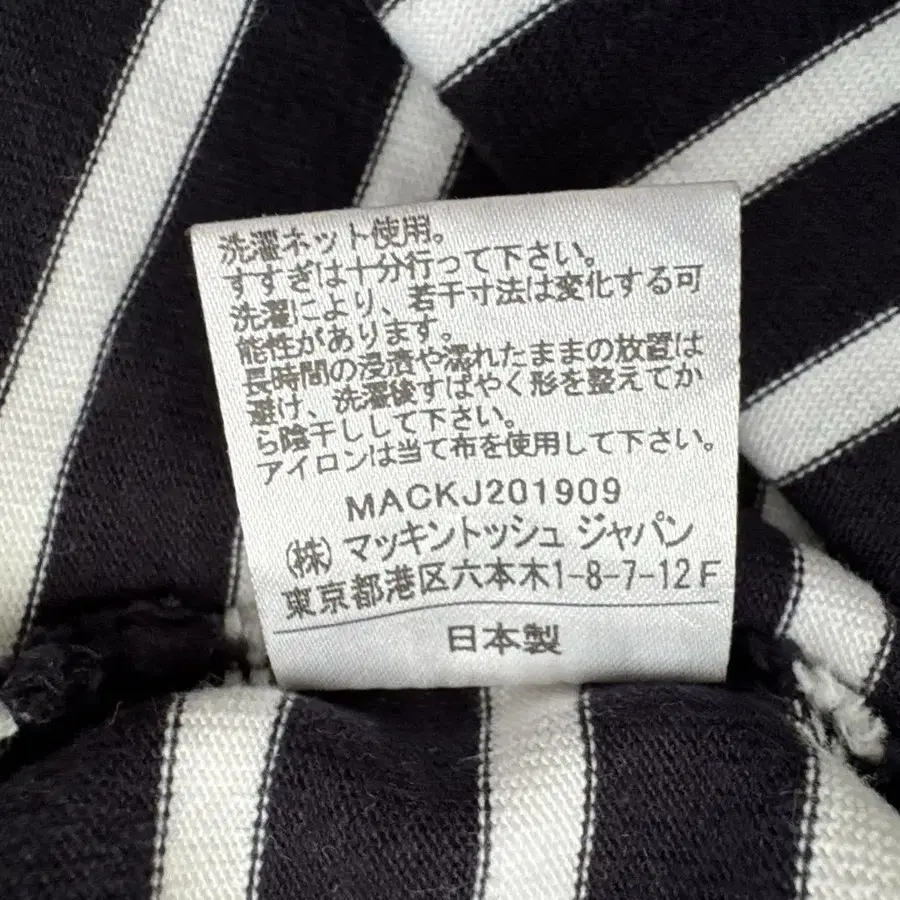 洗濯ネット使用。
すすぎは十分行って下さい。
洗濯により、若干寸法は変化する可
能性があります。
長時間の浸漬や濡れたままの放置は
避け、洗濯後すばやく形を整えてか
ら陰干しして下さい。
アイロンは当て布を使用して下さい。
MACKJ201909
(株) マッキントッシュ ジャパン
東京都港区六本木1-8-7-12F
日本製